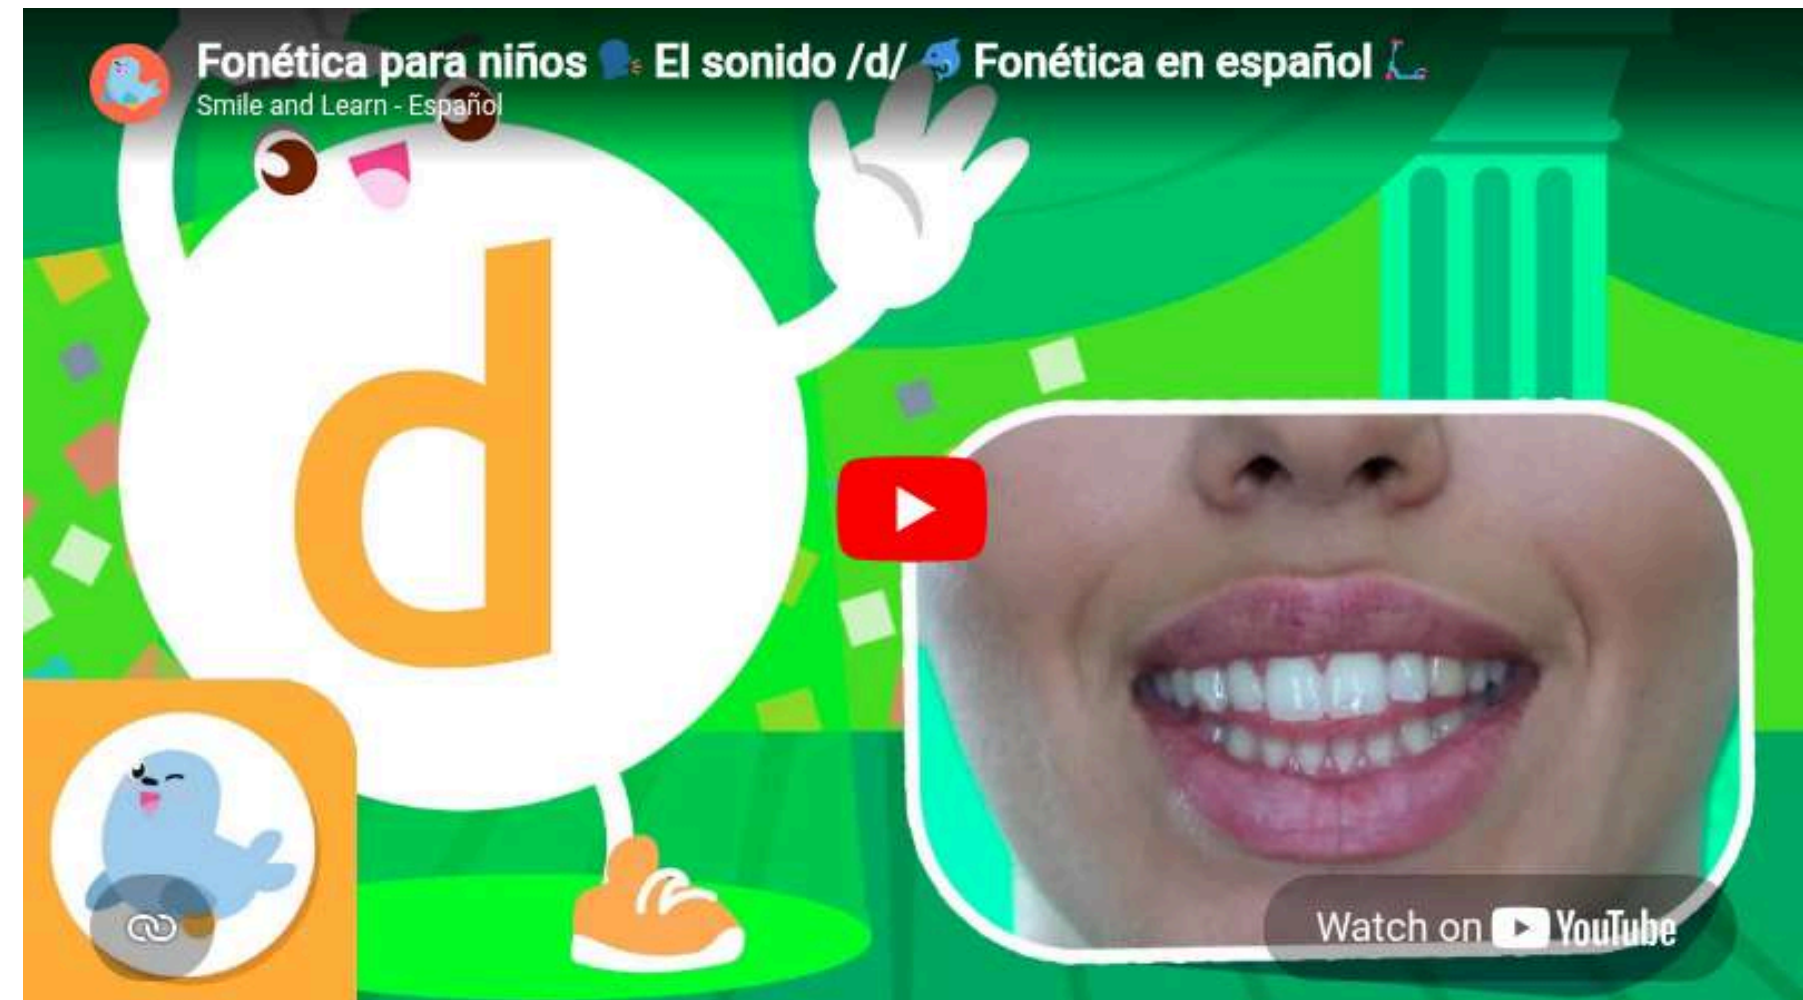 Fonética para niños 🗣 El sonido /d/ 🐬 Fonética en español 🛴
Smile and Learn - Español
d
Watch on YouTube